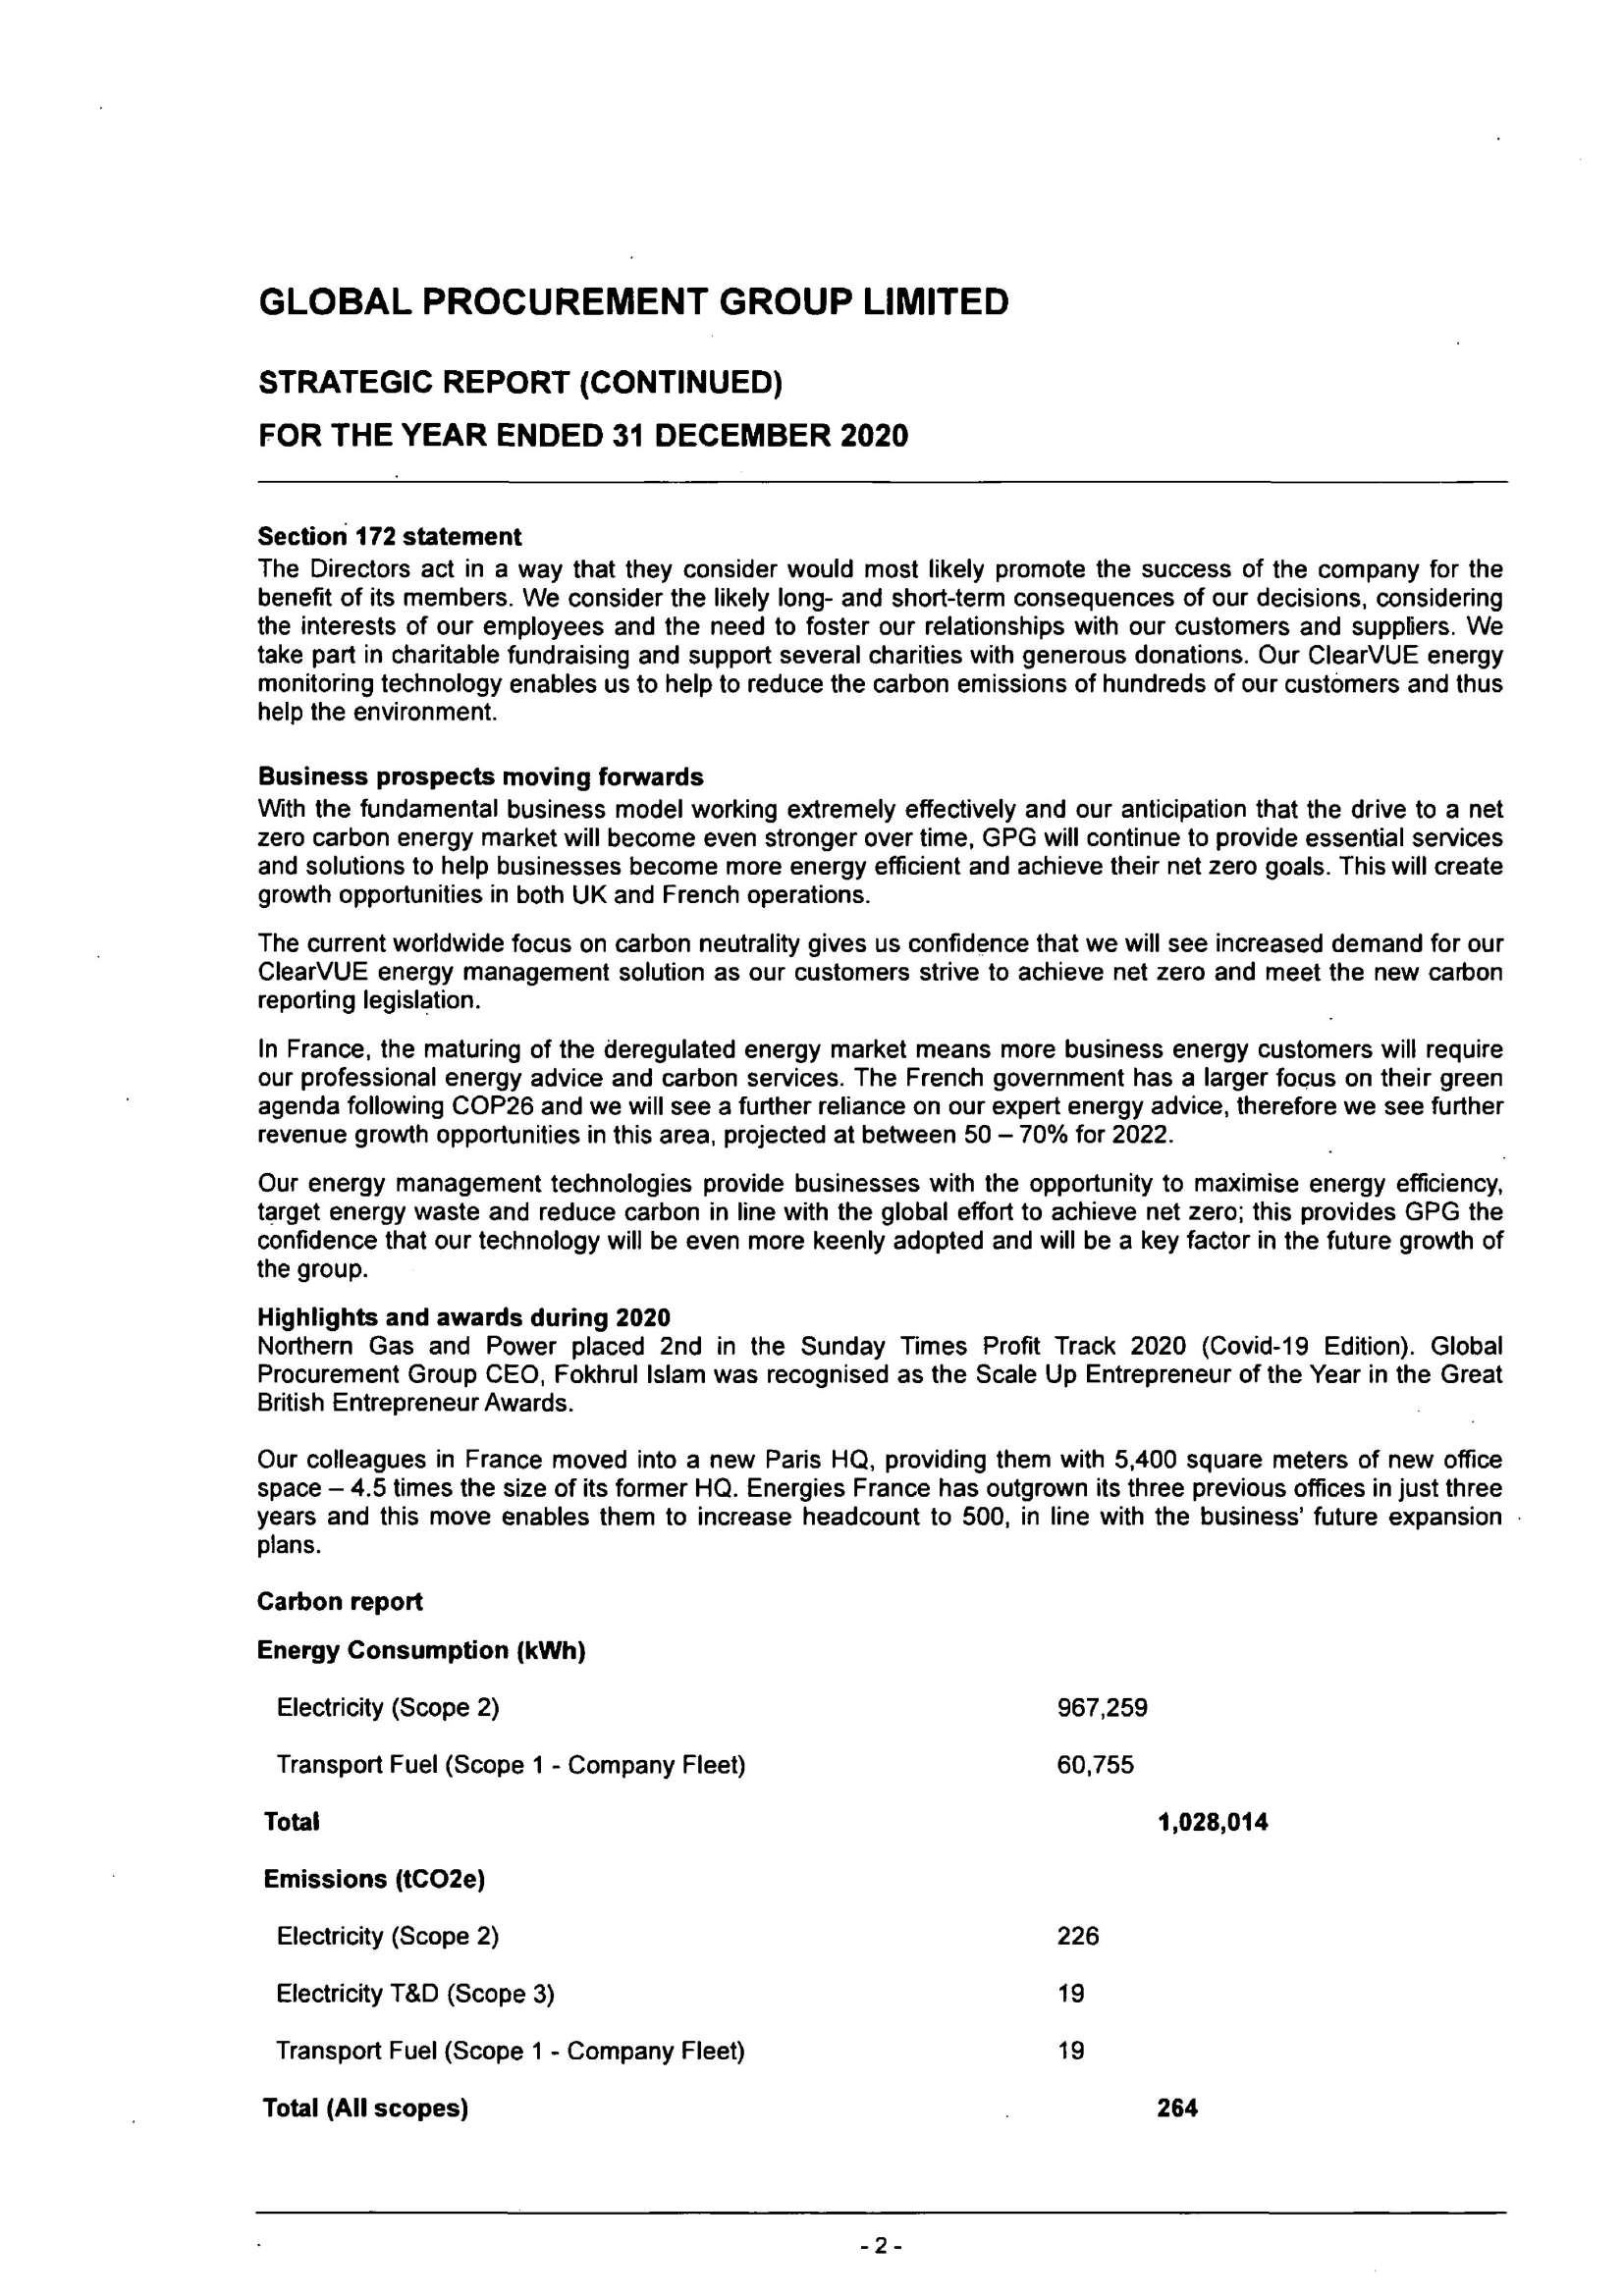 GLOBAL PROCUREMENT GROUP LIMITED
STRATEGIC REPORT (CONTINUED)
FOR THE YEAR ENDED 31 DECEMBER 2020
Section 172 statement
The Directors act in a way that they consider would most likely promote the success of the company for the
benefit of its members. We consider the likely long- and short-term consequences of our decisions, considering
the interests of our employees and the need to foster our relationships with our customers and suppliers. We
take part in charitable fundraising and support several charities with generous donations. Our ClearVUE energy
monitoring technology enables us to help to reduce the carbon emissions of hundreds of our customers and thus
help the environment.
Business prospects moving forwards
With the fundamental business model working extremely effectively and our anticipation that the drive to a net
zero carbon energy market will become even stronger over time, GPG will continue to provide essential services
and solutions to help businesses become more energy efficient and achieve their net zero goals. This will create
growth opportunities in both UK and French operations.
The current worldwide focus on carbon neutrality gives us confidence that we will see increased demand for our
ClearVUE energy management solution as our customers strive to achieve net zero and meet the new carbon
reporting legislation.
In France, the maturing of the deregulated energy market means more business energy customers will require
our professional energy advice and carbon services. The French government has a larger focus on their green
agenda following COP26 and we will see a further reliance on our expert energy advice, therefore we see further
revenue growth opportunities in this area, projected at between 50 – 70% for 2022.
Our energy management technologies provide businesses with the opportunity to maximise energy efficiency,
target energy waste and reduce carbon in line with the global effort to achieve net zero; this provides GPG the
confidence that our technology will be even more keenly adopted and will be a key factor in the future growth of
the group.
Highlights and awards during 2020
Northern Gas and Power placed 2nd in the Sunday Times Profit Track 2020 (Covid-19 Edition). Global
Procurement Group CEO, Fokhrul Islam was recognised as the Scale Up Entrepreneur of the Year in the Great
British Entrepreneur Awards.
Our colleagues in France moved into a new Paris HQ, providing them with 5,400 square meters of new office
space – 4.5 times the size of its former HQ. Energies France has outgrown its three previous offices in just three
years and this move enables them to increase headcount to 500, in line with the business' future expansion
plans.
Carbon report
Energy Consumption (kWh)
Electricity (Scope 2) 967,259
Transport Fuel (Scope 1 - Company Fleet) 60,755
Total 1,028,014
Emissions (tCO2e)
Electricity (Scope 2) 226
Electricity T&D (Scope 3) 19
Transport Fuel (Scope 1 - Company Fleet) 19
Total (All scopes) 264
- 2 -